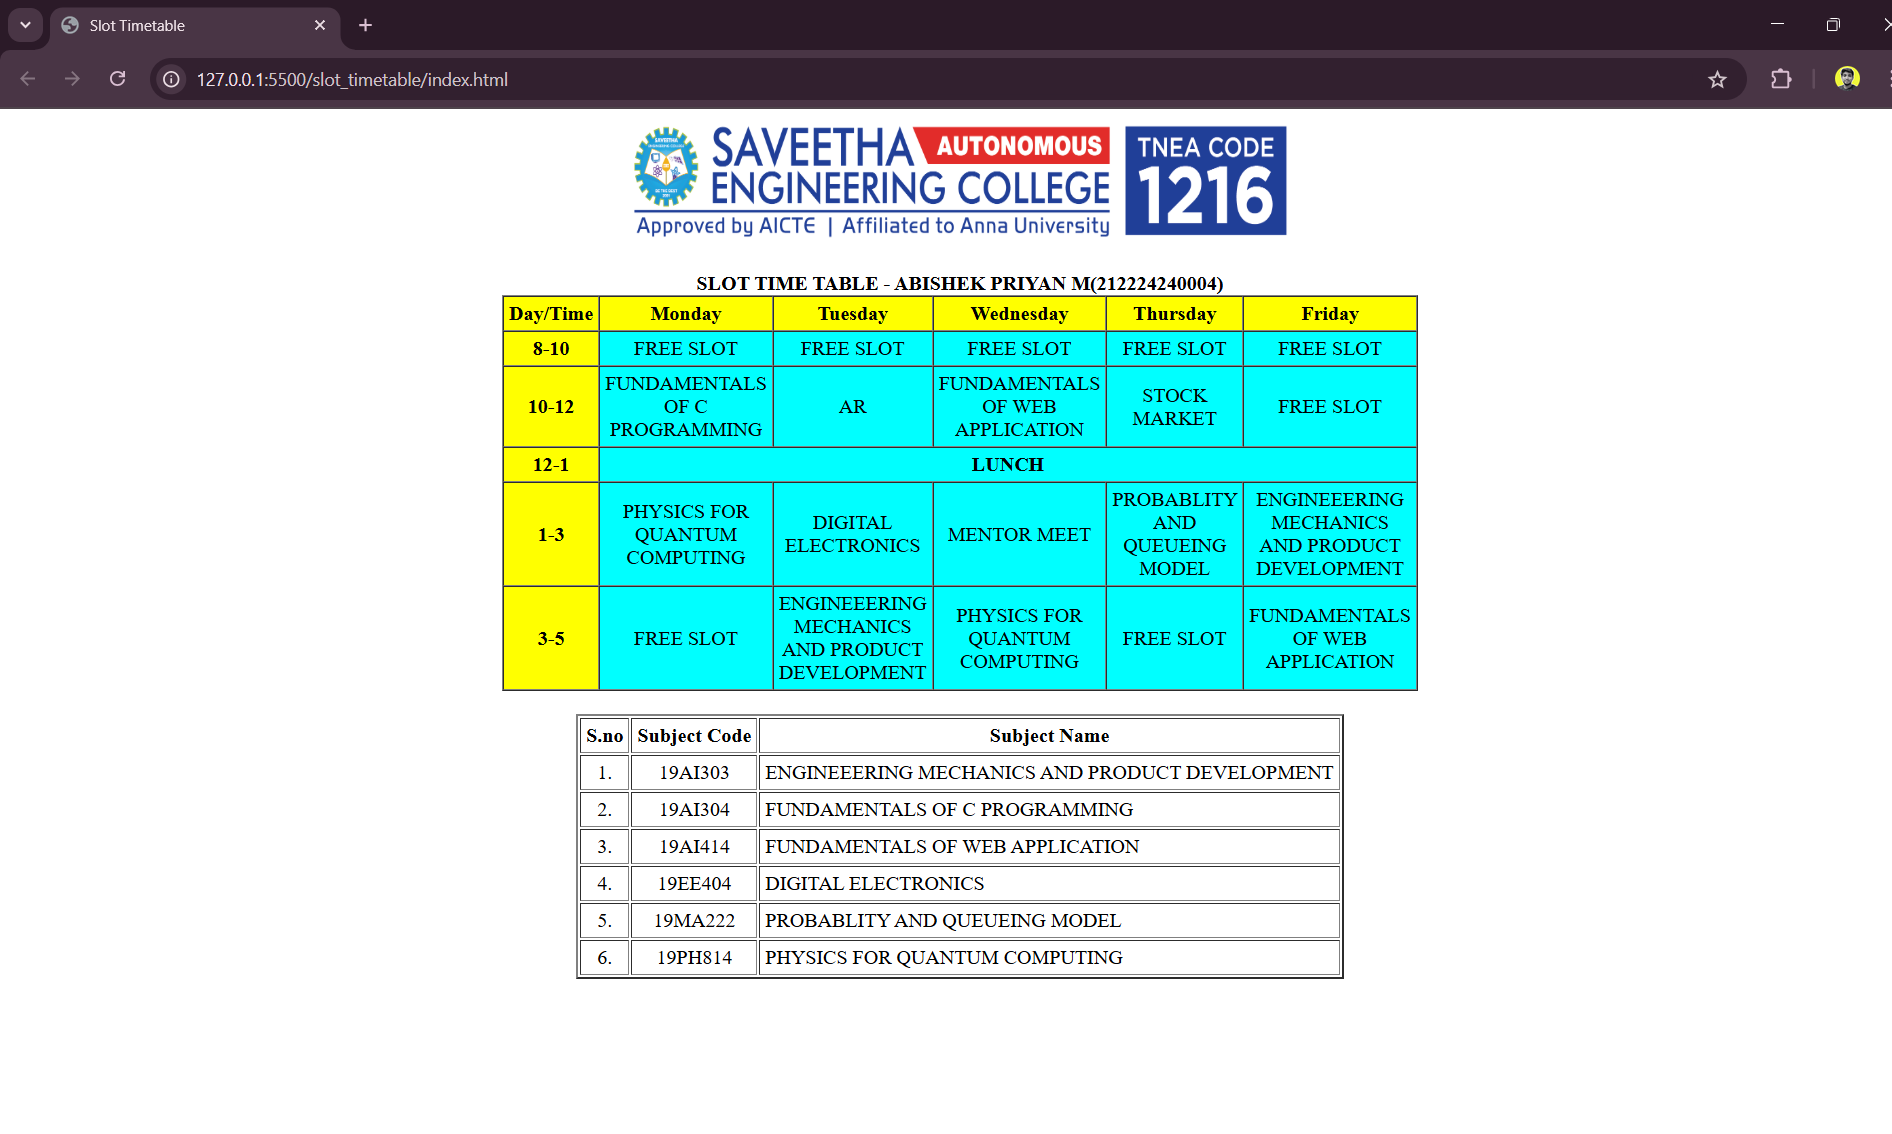 Slot Timetable
127.0.0.1:5500/slot_timetable/index.html
SAVEETHA AUTONOMOUS
ENGINEERING COLLEGE
Approved by AICTE | Affiliated to Anna University
TNEA CODE
1216
SLOT TIME TABLE - ABISHEK PRIYAN M(212224240004)
Day/Time Monday Tuesday Wednesday Thursday Friday
8-10 FREE SLOT FREE SLOT FREE SLOT FREE SLOT FREE SLOT
10-12
FUNDAMENTALS
OF C
PROGRAMMING
AR
FUNDAMENTALS
OF WEB
APPLICATION
STOCK
MARKET
FREE SLOT
12-1 LUNCH
1-3
PHYSICS FOR
QUANTUM
COMPUTING
DIGITAL
ELECTRONICS
MENTOR MEET
PROBABLITY
AND
QUEUEING
MODEL
ENGINEEERING
MECHANICS
AND PRODUCT
DEVELOPMENT
3-5
FREE SLOT
ENGINEEERING
MECHANICS
AND PRODUCT
DEVELOPMENT
PHYSICS FOR
QUANTUM
COMPUTING
FREE SLOT
FUNDAMENTALS
OF WEB
APPLICATION
S.no Subject Code Subject Name
1. 19AI303 ENGINEEERING MECHANICS AND PRODUCT DEVELOPMENT
2. 19AI304 FUNDAMENTALS OF C PROGRAMMING
3. 19AI414 FUNDAMENTALS OF WEB APPLICATION
4. 19EE404 DIGITAL ELECTRONICS
5. 19MA222 PROBABLITY AND QUEUEING MODEL
6. 19PH814 PHYSICS FOR QUANTUM COMPUTING